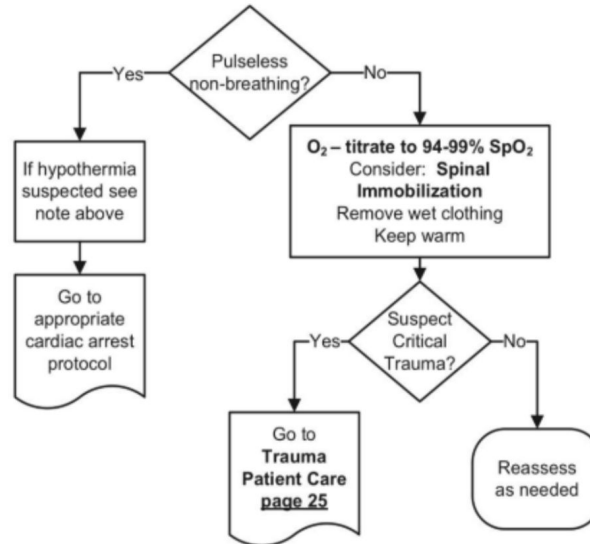 Pulseless
non-breathing?
Yes
No
If hypothermia
suspected see
note above
O₂ – titrate to 94-99% SpO₂
Consider: Spinal
Immobilization
Remove wet clothing
Keep warm
Go to
appropriate
cardiac arrest
protocol
Suspect
Critical
Trauma?
Yes
No
Go to
Trauma
Patient Care
page 25
Reassess
as needed